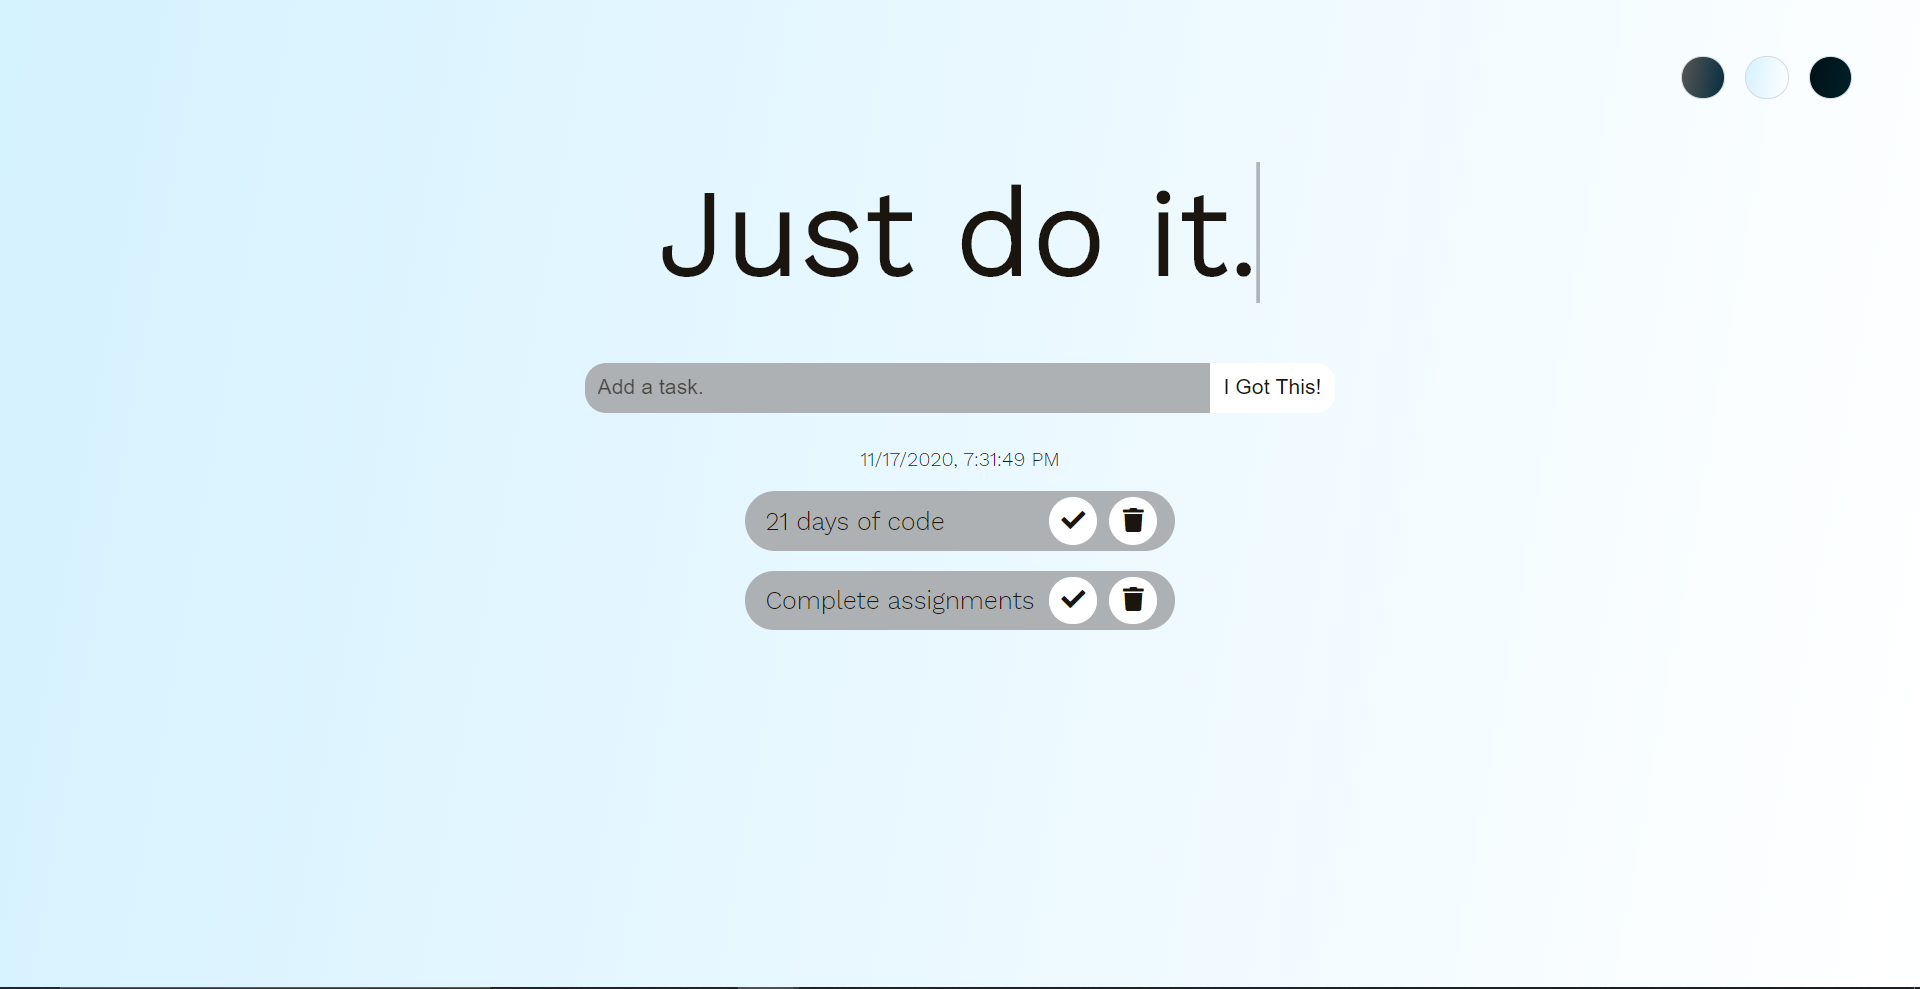 Just do it.
Add a task.
I Got This!
11/17/2020, 7:31:49 PM
21 days of code
Complete assignments